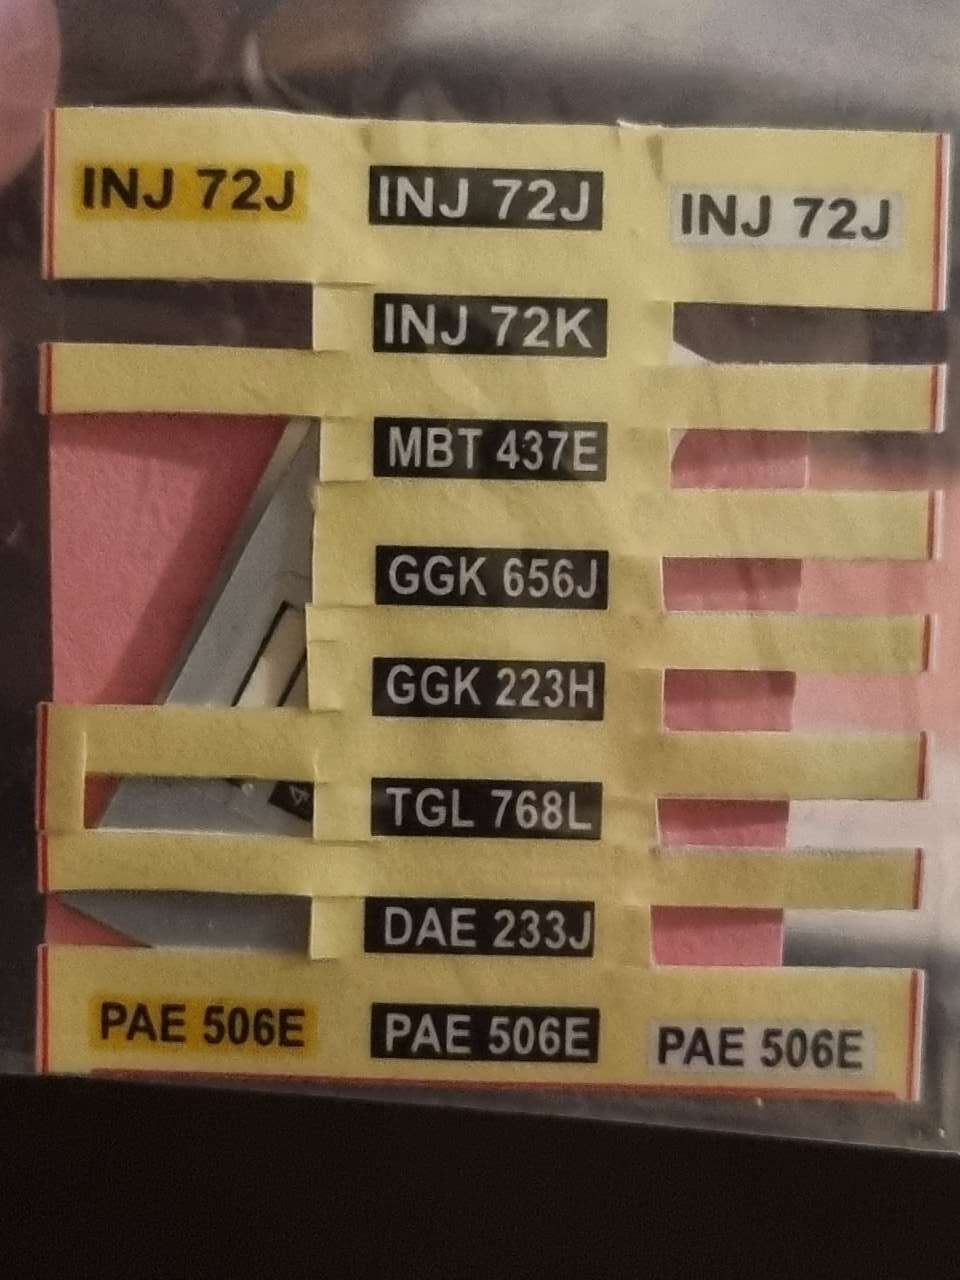 INJ 72J INJ 72J INJ 72J
INJ 72K
MBT 437E
GGK 656J
GGK 223H
TGL 768L
DAE 233J
PAE 506E PAE 506E PAE 506E